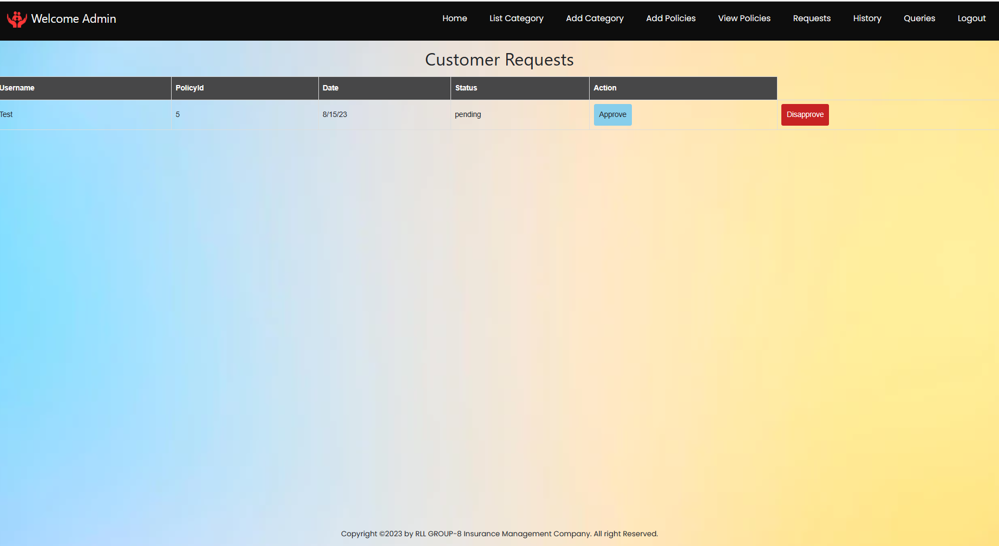 Welcome Admin Home List Category Add Category Add Policies View Policies Requests History Queries Logout
Customer Requests
Username PolicyId Date Status Action
Test 5 8/15/23 pending Approve Disapprove
Copyright ©2023 by RLL GROUP-8 Insurance Management Company. All right Reserved.